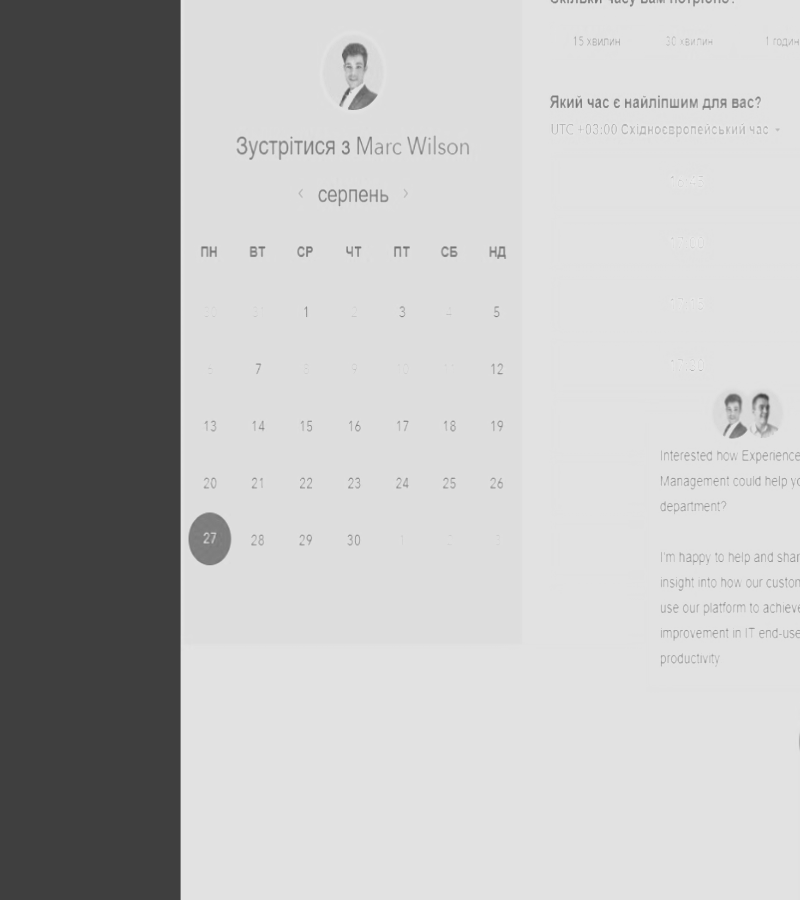 Скільки часу вам потрібно?
15 хвилин 30 хвилин 1 годин
Який час є найліпшим для вас?
UTC +03:00 Східноєвропейський час
Зустрітися з Marc Wilson
‹ серпень ›
ПН ВТ СР ЧТ ПТ СБ НД
30 31 1 2 3 4 5
6 7 8 9 10 11 12
13 14 15 16 17 18 19
20 21 22 23 24 25 26
27 28 29 30 1 2 3
17:00
17:15
Interested how Experience
Management could help yo
department?
I'm happy to help and shar
insight into how our custom
use our platform to achieve
improvement in IT end-use
productivity